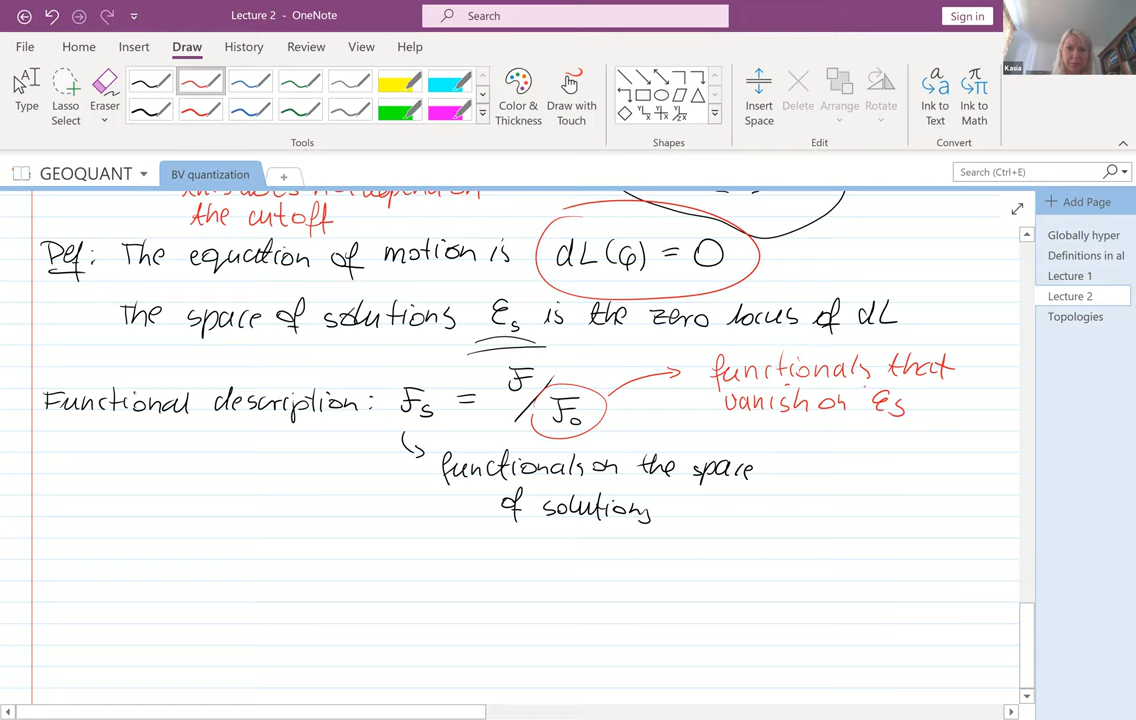 Lecture 2 - OneNote
Search
Sign in
File Home Insert Draw History Review View Help
Type
Lasso Select
Eraser
Color & Thickness
Draw with Touch
Insert Space
Delete
Arrange
Rotate
Ink to Text
Ink to Math
Tools
Shapes
Edit
Convert
Kasia
GEOQUANT
BV quantization
Search (Ctrl+E)
Add Page
Globally hyper
Definitions in al
Lecture 1
Lecture 2
Topologies
the cutoff
Def: The equation of motion is dL(φ) = 0
The space of solutions Es is the zero locus of dL
Functional description: Fs = F/F0
functionals that
vanish on Es
functionals on the space
of solutions